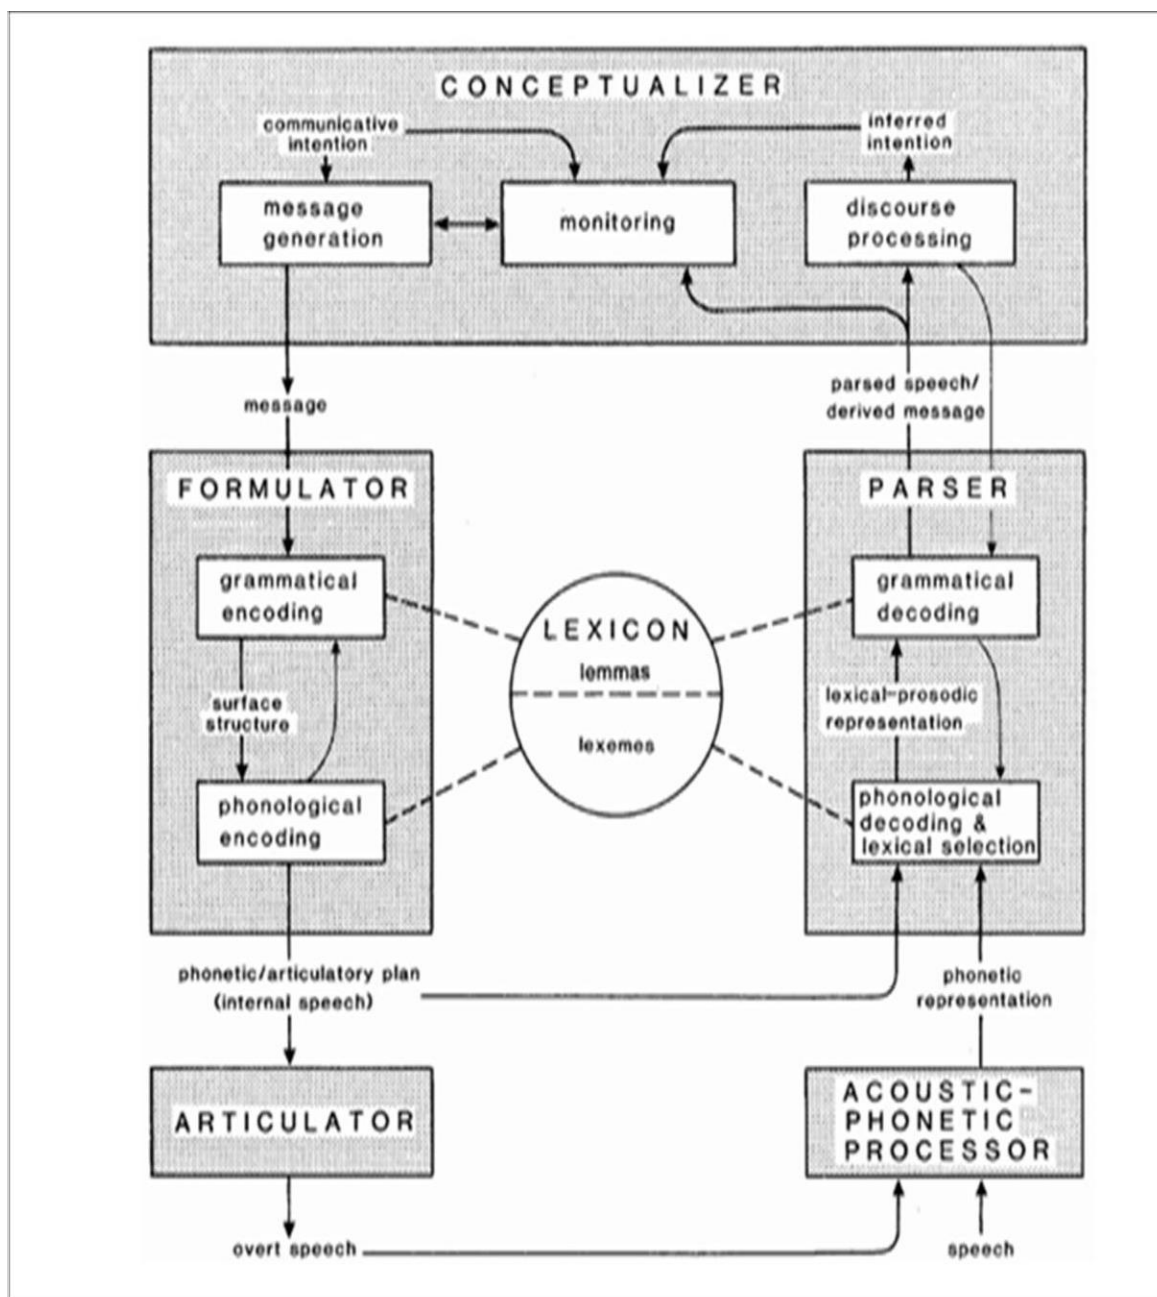 CONCEPTUALIZER
communicative
intention
inferred
intention
message
generation
monitoring
discourse
processing
message
parsed speech/
derived message
FORMULATOR
PARSER
grammatical
encoding
grammatical
decoding
LEXICON
lemmas
surface
structure
lexical-prosodic
representation
lexemes
phonological
encoding
phonological
decoding &
lexical selection
phonetic/articulatory plan
(internal speech)
phonetic
representation
ARTICULATOR
ACOUSTIC-
PHONETIC
PROCESSOR
overt speech
speech